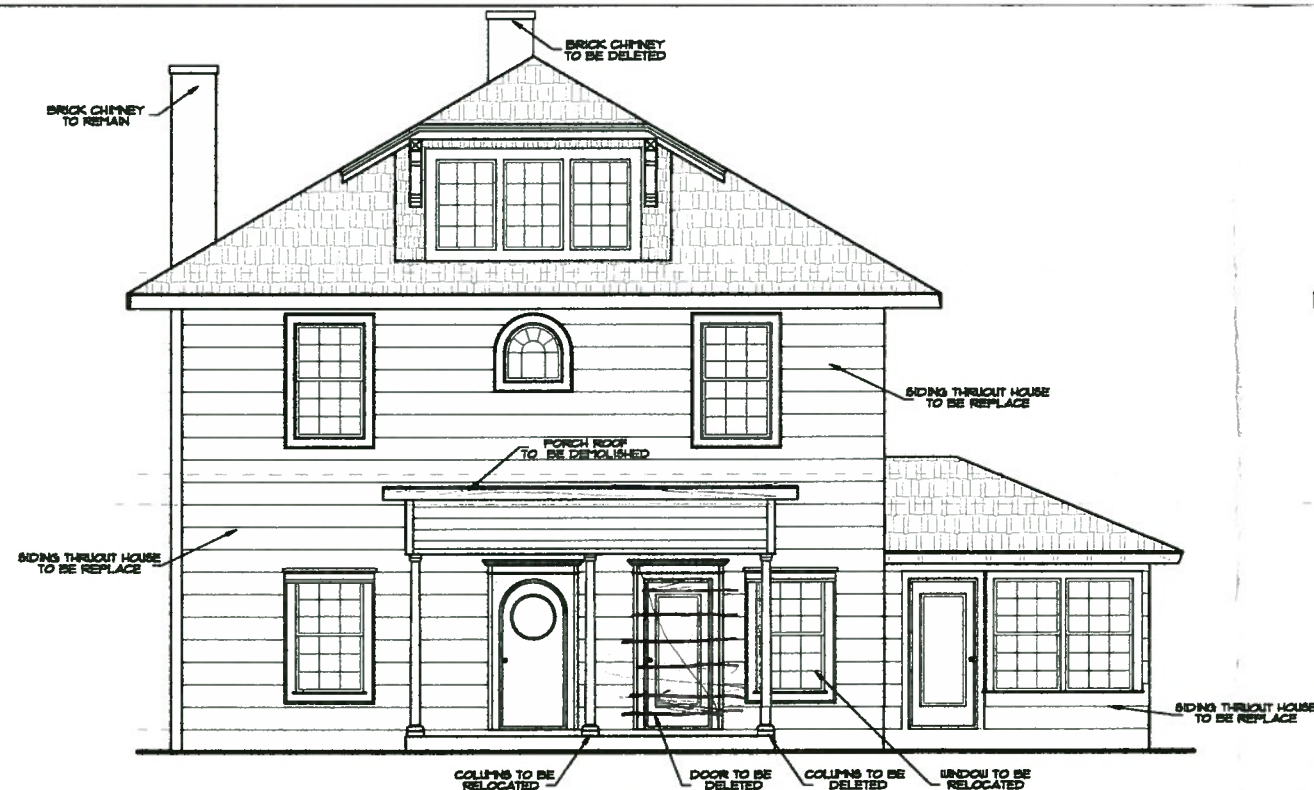 BRICK CHIMNEY
TO BE DELETED
BRICK CHIMNEY
TO REMAIN
SIDING THRUOUT HOUSE
TO BE REPLACE
PORCH ROOF
TO BE DEMOLISHED
SIDING THRUOUT HOUSE
TO BE REPLACE
SIDING THRUOUT HOUSE
TO BE REPLACE
COLUMNS TO BE
RELOCATED
DOOR TO BE
DELETED
COLUMNS TO BE
DELETED
WINDOW TO BE
RELOCATED